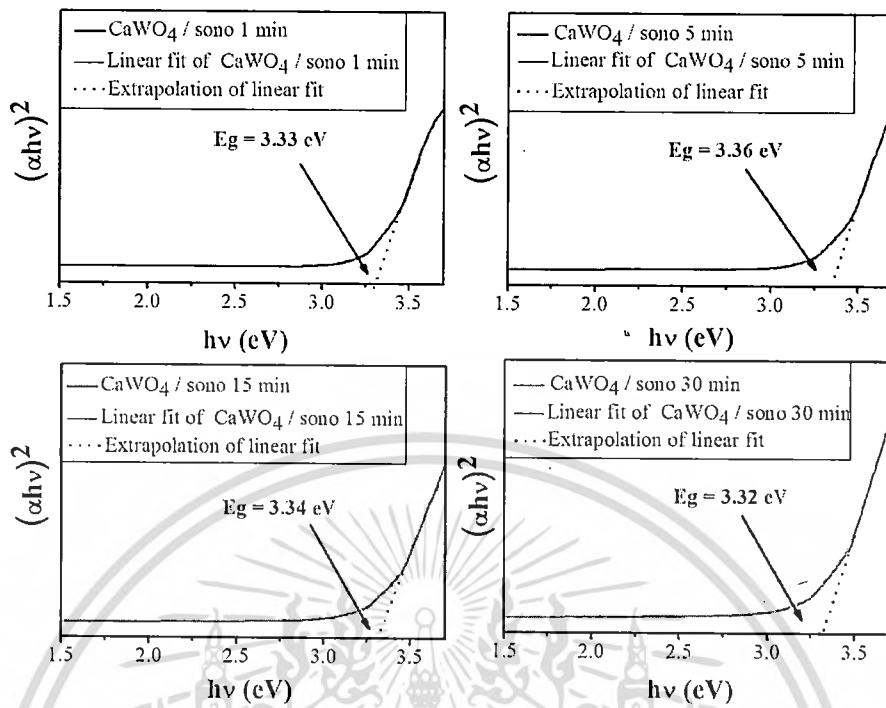 CaWO4 / sono 1 min
Linear fit of CaWO4 / sono 1 min
Extrapolation of linear fit
Eg = 3.33 eV
(αhν)2
1.5 2.0 2.5 3.0 3.5
hν (eV)
CaWO4 / sono 5 min
Linear fit of CaWO4 / sono 5 min
Extrapolation of linear fit
Eg = 3.36 eV
(αhν)2
1.5 2.0 2.5 3.0 3.5
hν (eV)
CaWO4 / sono 15 min
Linear fit of CaWO4 / sono 15 min
Extrapolation of linear fit
Eg = 3.34 eV
(αhν)2
1.5 2.0 2.5 3.0 3.5
hν (eV)
CaWO4 / sono 30 min
Linear fit of CaWO4 / sono 30 min
Extrapolation of linear fit
Eg = 3.32 eV
(αhν)2
1.5 2.0 2.5 3.0 3.5
hν (eV)